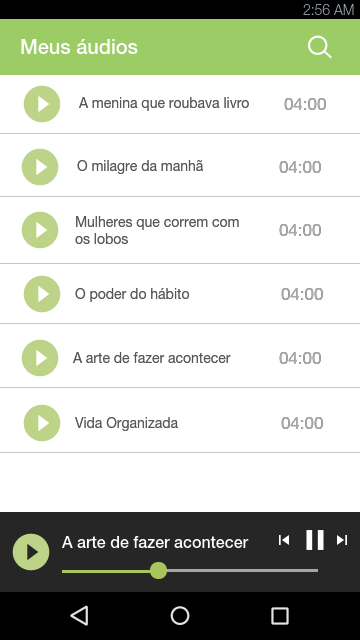 2:56 AM
Meus áudios
A menina que roubava livro 04:00
O milagre da manhã 04:00
Mulheres que correm com
os lobos 04:00
O poder do hábito 04:00
A arte de fazer acontecer 04:00
Vida Organizada 04:00
A arte de fazer acontecer